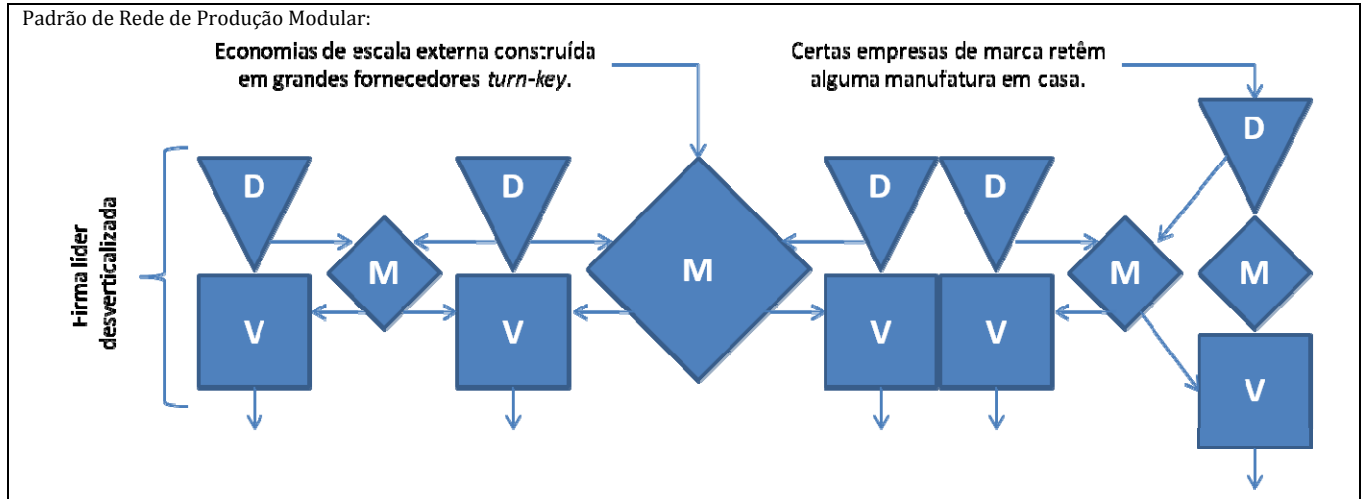 Padrão de Rede de Produção Modular:
Economias de escala externa construída
em grandes fornecedores turn-key.
Certas empresas de marca retêm
alguma manufatura em casa.
Firma líder
desverticalizada
D
D
D
D
D
M
M
M
M
V
V
V
V
V